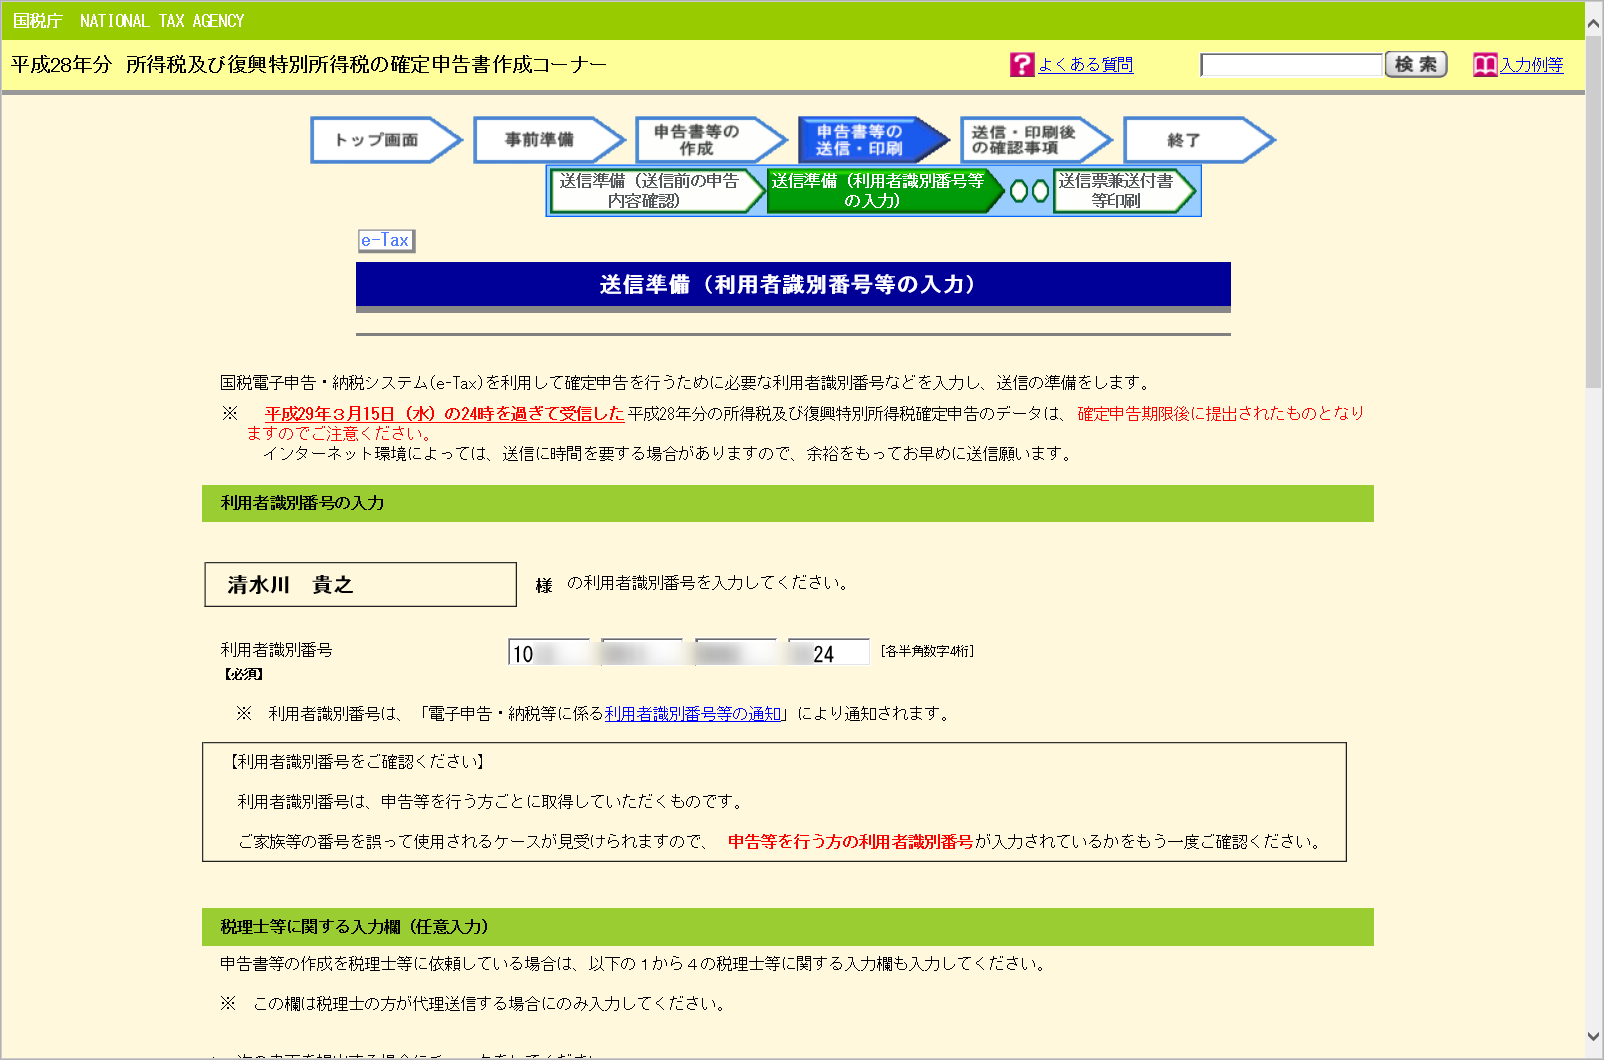 国税庁　NATIONAL TAX AGENCY
平成28年分　所得税及び復興特別所得税の確定申告書作成コーナー
よくある質問
検索
入力例等
トップ画面
事前準備
申告書等の
作成
申告書等の
送信・印刷
送信・印刷後
の確認事項
終了
送信準備（送信前の申告
内容確認）
送信準備（利用者識別番号等
の入力）
送信票兼送付書
等印刷
e-Tax
送信準備（利用者識別番号等の入力）
国税電子申告・納税システム(e-Tax)を利用して確定申告を行うために必要な利用者識別番号などを入力し、送信の準備をします。
※　平成29年３月15日（水）の24時を過ぎて受信した平成28年分の所得税及び復興特別所得税確定申告のデータは、確定申告期限後に提出されたものとなり
ますのでご注意ください。
インターネット環境によっては、送信に時間を要する場合がありますので、余裕をもってお早めに送信願います。
利用者識別番号の入力
清水川　貴之
様　の利用者識別番号を入力してください。
利用者識別番号
10 24 [各半角数字4桁]
【必須】
※　利用者識別番号は、「電子申告・納税等に係る利用者識別番号等の通知」により通知されます。
【利用者識別番号をご確認ください】
利用者識別番号は、申告等を行う方ごとに取得していただくものです。
ご家族等の番号を誤って使用されるケースが見受けられますので、　申告等を行う方の利用者識別番号が入力されているかをもう一度ご確認ください。
税理士等に関する入力欄（任意入力）
申告書等の作成を税理士等に依頼している場合は、以下の１から４の税理士等に関する入力欄も入力してください。
※　この欄は税理士の方が代理送信する場合にのみ入力してください。